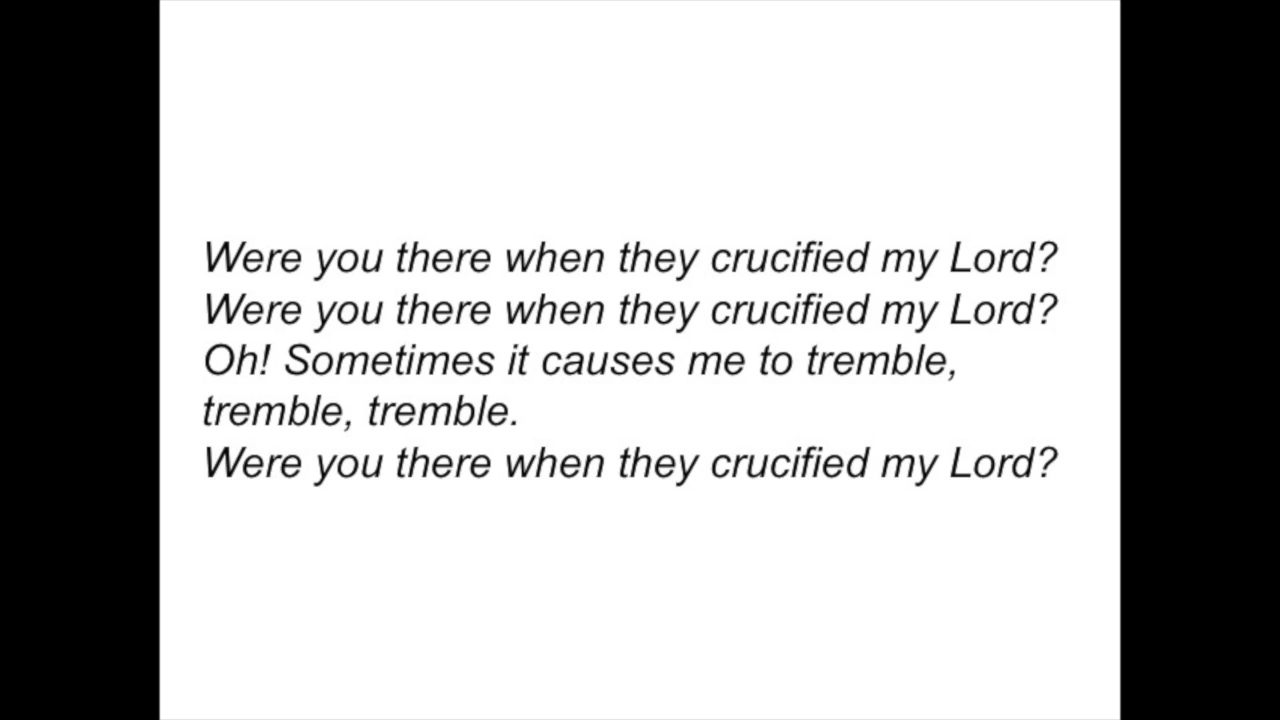 Were you there when they crucified my Lord?
Were you there when they crucified my Lord?
Oh! Sometimes it causes me to tremble,
tremble, tremble.
Were you there when they crucified my Lord?